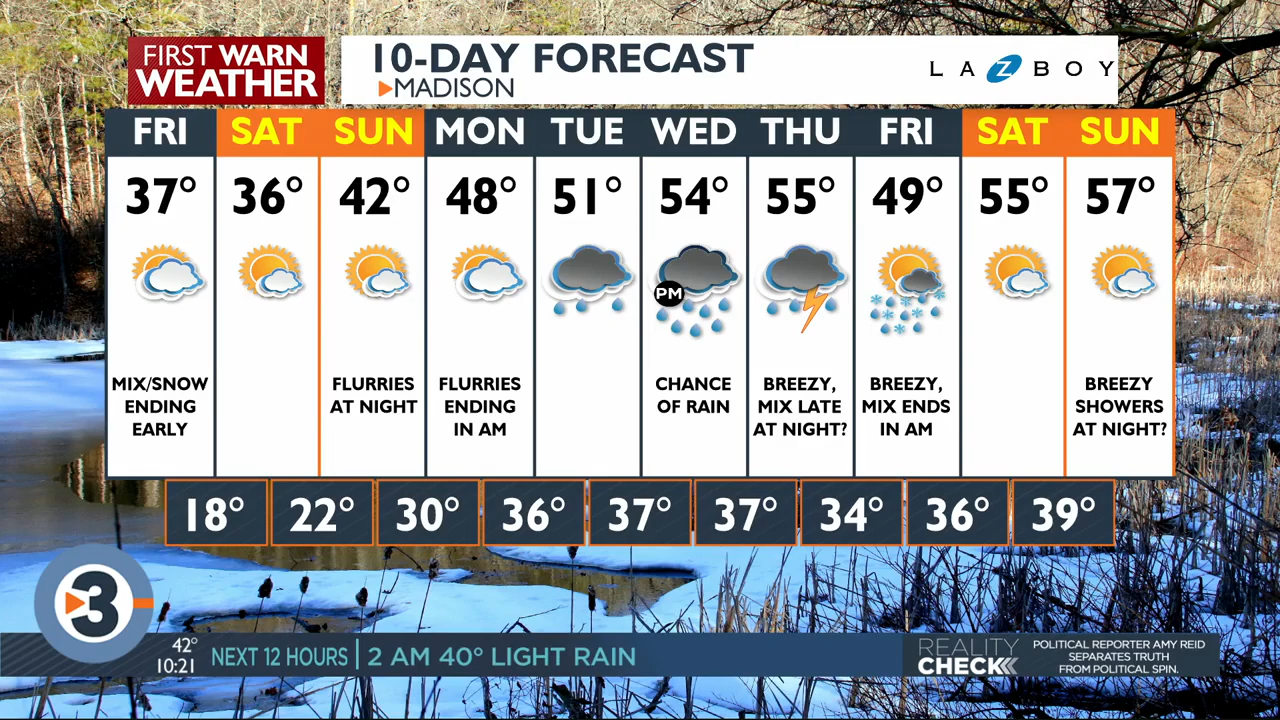 FIRST WARN
WEATHER
10-DAY FORECAST
MADISON
LA Z BOY
FRI SAT SUN MON TUE WED THU FRI SAT SUN
37° 36° 42° 48° 51° 54° 55° 49° 55° 57°
PM
MIX/SNOW
ENDING
EARLY
FLURRIES
AT NIGHT
FLURRIES
ENDING
IN AM
CHANCE
OF RAIN
BREEZY,
MIX LATE
AT NIGHT?
BREEZY,
MIX ENDS
IN AM
BREEZY
SHOWERS
AT NIGHT?
18° 22° 30° 36° 37° 37° 34° 36° 39°
3
42°
10:21
NEXT 12 HOURS | 2 AM 40° LIGHT RAIN
REALITY
CHECK
POLITICAL REPORTER AMY REID
SEPARATES TRUTH
FROM POLITICAL SPIN.